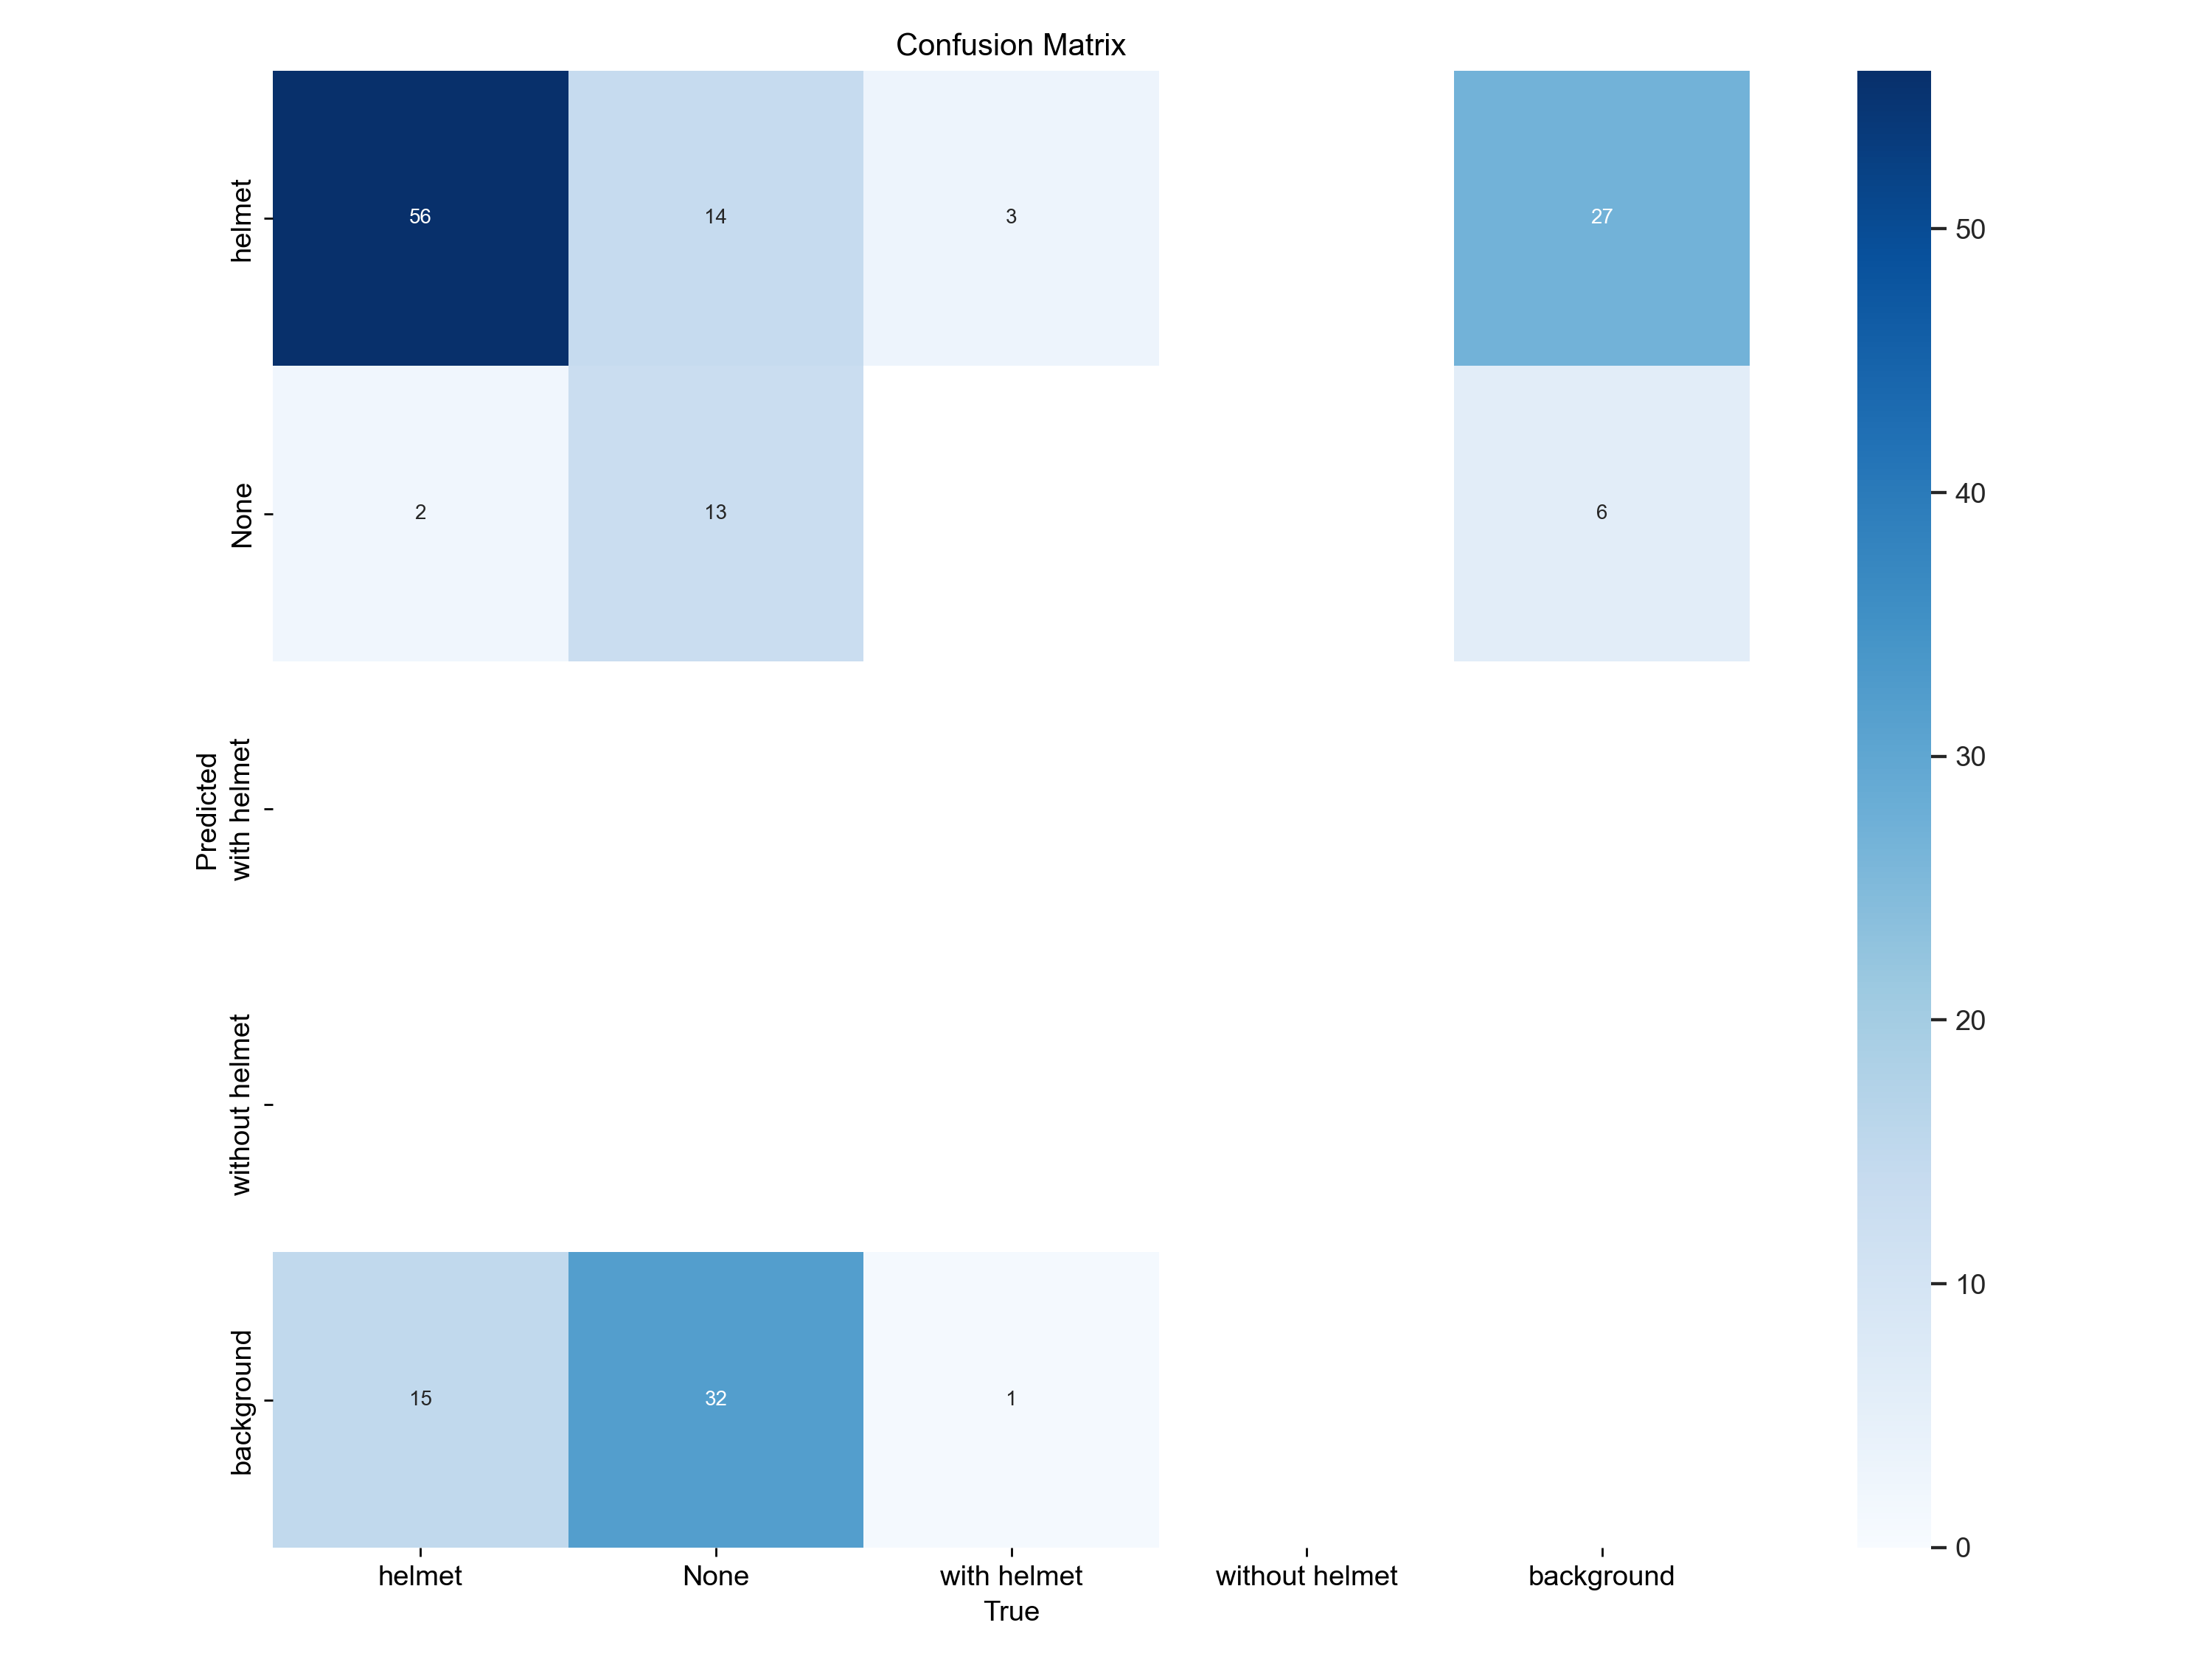 Confusion Matrix
helmet
56
14
3
27
50
None
2
13
6
40
Predicted
with helmet
30
without helmet
20
background
15
32
1
10
0
helmet
None
with helmet
without helmet
background
True